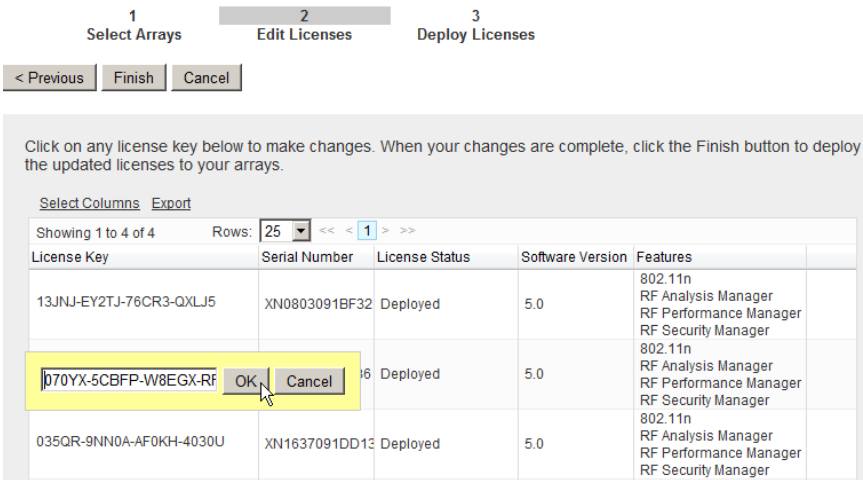 1 2 3
Select Arrays Edit Licenses Deploy Licenses
< Previous Finish Cancel
Click on any license key below to make changes. When your changes are complete, click the Finish button to deploy
the updated licenses to your arrays.
Select Columns Export
Showing 1 to 4 of 4 Rows: 25 << < 1 > >>
License Key Serial Number License Status Software Version Features
13JNJ-EY2TJ-76CR3-QXLJ5 XN0803091BF32 Deployed 5.0
802.11n
RF Analysis Manager
RF Performance Manager
RF Security Manager
070YX-5CBFP-W8EGX-RF OK Cancel 36 Deployed 5.0
802.11n
RF Analysis Manager
RF Performance Manager
RF Security Manager
035QR-9NN0A-AF0KH-4030U XN1637091DD13 Deployed 5.0
802.11n
RF Analysis Manager
RF Performance Manager
RF Security Manager